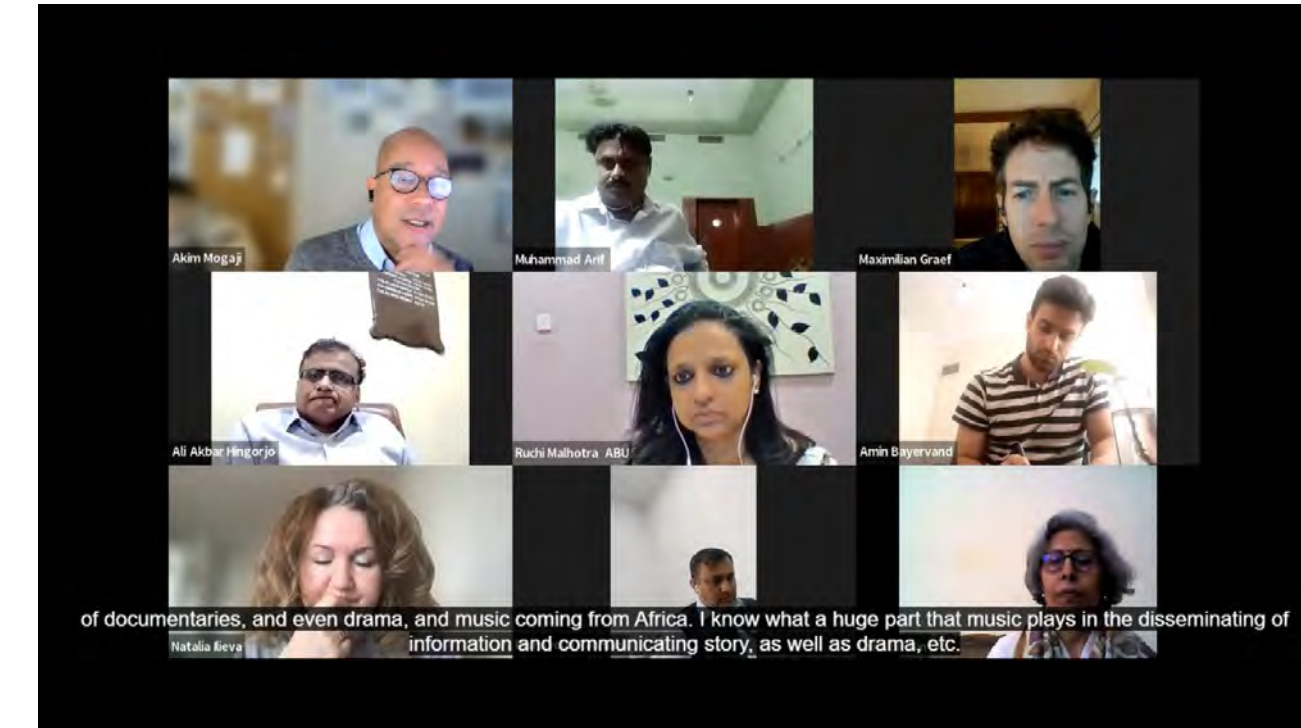 Akim Mogaji
Muhammad Arif
Maximilian Graef
Ali Akbar Hingorjo
Ruchi Malhotra ABU
Amin Bayervand
of documentaries, and even drama, and music coming from Africa. I know what a huge part that music plays in the disseminating of
information and communicating story, as well as drama, etc.
Natalia Ilieva